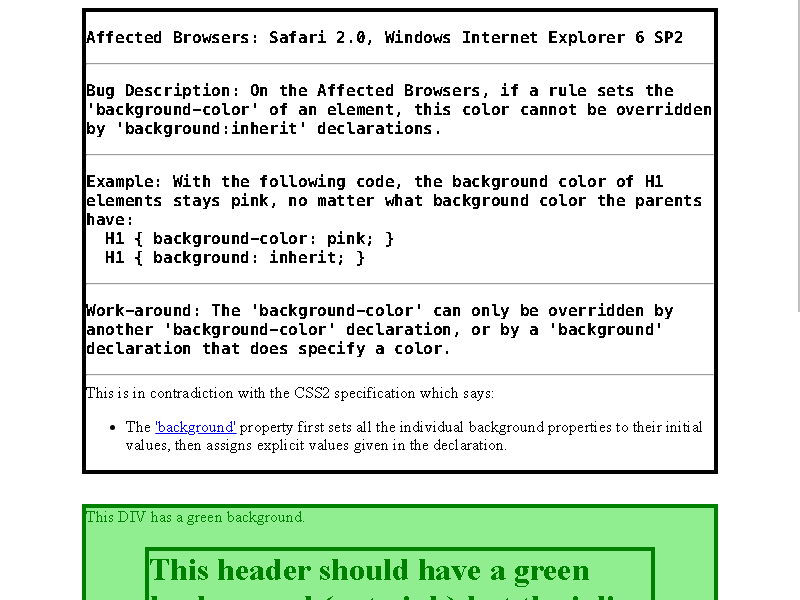 Affected Browsers: Safari 2.0, Windows Internet Explorer 6 SP2
Bug Description: On the Affected Browsers, if a rule sets the
'background-color' of an element, this color cannot be overridden
by 'background:inherit' declarations.
Example: With the following code, the background color of H1
elements stays pink, no matter what background color the parents
have:
H1 { background-color: pink; }
H1 { background: inherit; }
Work-around: The 'background-color' can only be overridden by
another 'background-color' declaration, or by a 'background'
declaration that does specify a color.
This is in contradiction with the CSS2 specification which says:
• The 'background' property first sets all the individual background properties to their initial
values, then assigns explicit values given in the declaration.
This DIV has a green background.
This header should have a green